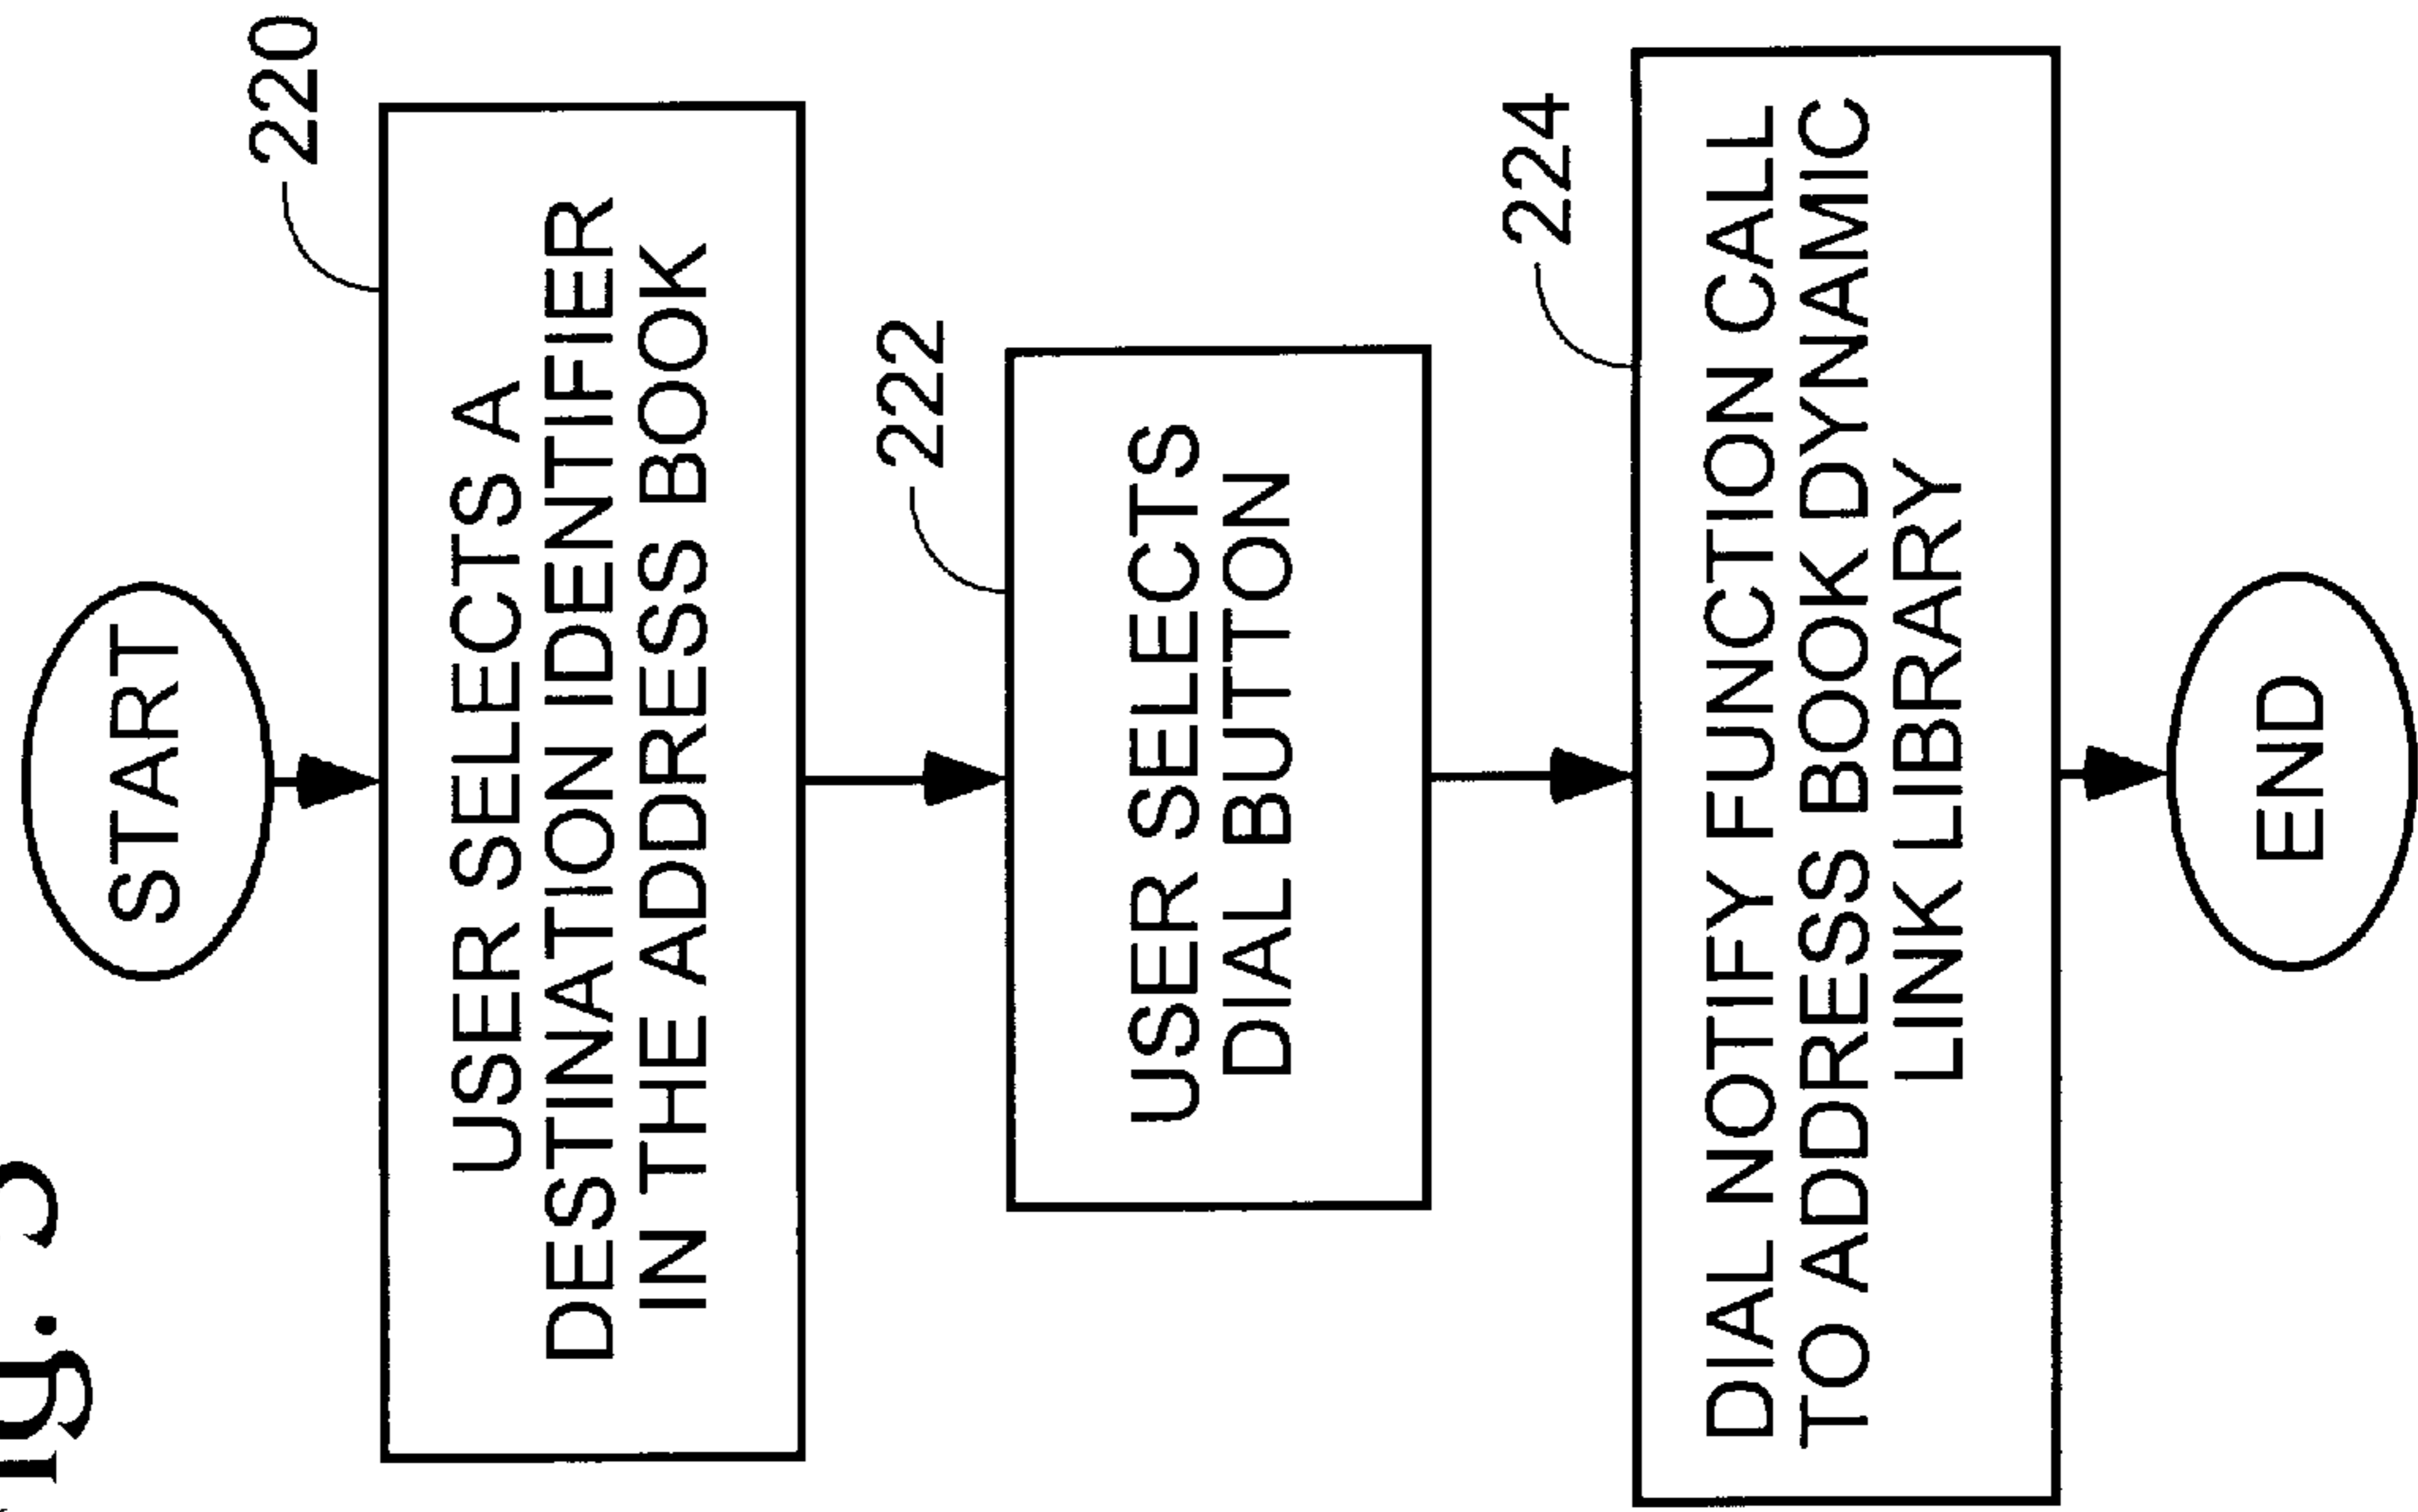 START
220
USER SELECTS A
DESTINATION IDENTIFIER
IN THE ADDRESS BOOK
222
USER SELECTS
DIAL BUTTON
224
DIAL NOTIFY FUNCTION CALL
TO ADDRESS BOOK DYNAMIC
LINK LIBRARY
END